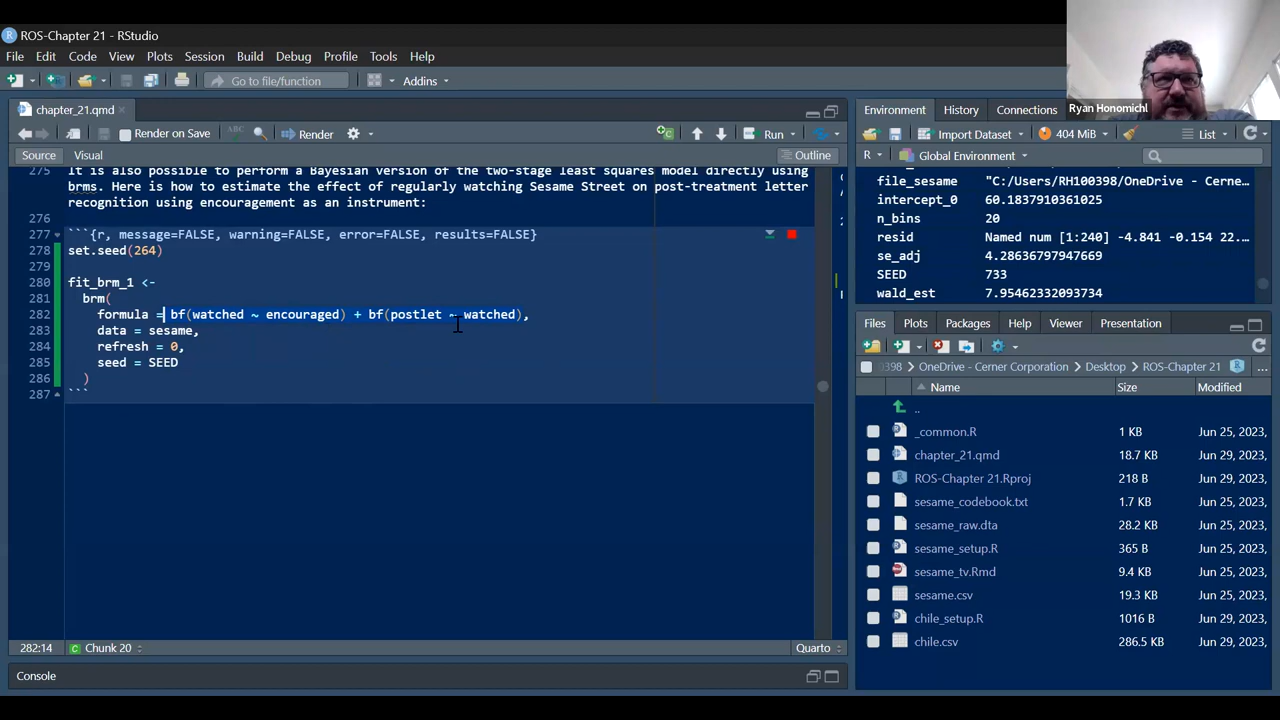 ROS-Chapter 21 - RStudio
File Edit Code View Plots Session Build Debug Profile Tools Help
Go to file/function Addins
Ryan Honomichl
chapter_21.qmd
Render on Save ABC Render Run
Source Visual Outline
275 It is also possible to perform a Bayesian version of the two-stage least squares model directly using
brms. Here is how to estimate the effect of regularly watching Sesame Street on post-treatment letter
recognition using encouragement as an instrument:
276
277 ```{r, message=FALSE, warning=FALSE, error=FALSE, results=FALSE}
278 set.seed(264)
279
280 fit_brm_1 <-
281 brm(
282 formula = bf(watched ~ encouraged) + bf(postlet ~ watched),
283 data = sesame,
284 refresh = 0,
285 seed = SEED
286 )
287 ```
282:14 Chunk 20 Quarto
Console
Environment History Connections
Import Dataset 404 MiB List
R Global Environment
file_sesame "C:/Users/RH100398/OneDrive - Cerne…
intercept_0 60.1837910361025
n_bins 20
resid Named num [1:240] -4.841 -0.154 22.…
se_adj 4.28636794947669
SEED 733
wald_est 7.95462332093734
Files Plots Packages Help Viewer Presentation
0398 OneDrive - Cerner Corporation Desktop ROS-Chapter 21 ...
Name Size Modified
..
_common.R 1 KB Jun 25, 2023,
chapter_21.qmd 18.7 KB Jun 29, 2023,
ROS-Chapter 21.Rproj 218 B Jun 29, 2023,
sesame_codebook.txt 1.7 KB Jun 25, 2023,
sesame_raw.dta 28.2 KB Jun 25, 2023,
sesame_setup.R 365 B Jun 29, 2023,
sesame_tv.Rmd 9.4 KB Jun 25, 2023,
sesame.csv 19.3 KB Jun 25, 2023,
chile_setup.R 1016 B Jun 29, 2023,
chile.csv 286.5 KB Jun 29, 2023,